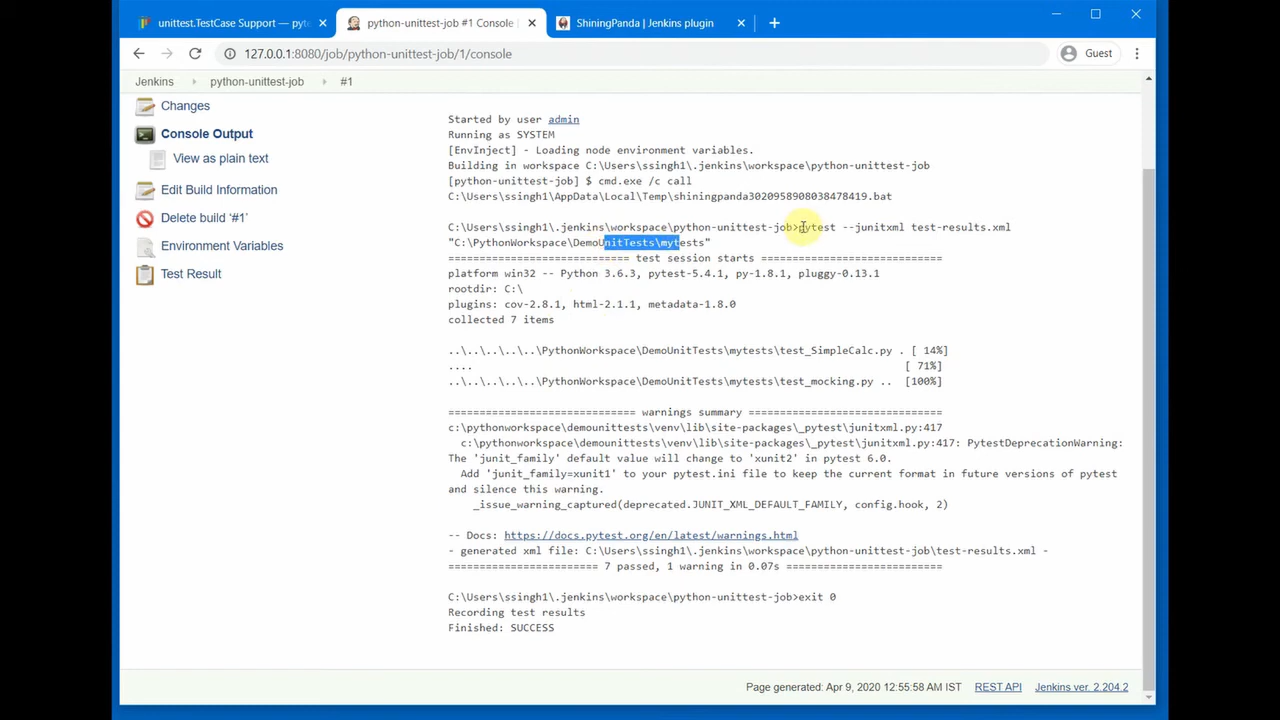 unittest.TestCase Support — pyte
python-unittest-job #1 Console
ShiningPanda | Jenkins plugin
127.0.0.1:8080/job/python-unittest-job/1/console
Guest
Jenkins
python-unittest-job
#1
Changes
Console Output
View as plain text
Edit Build Information
Delete build '#1'
Environment Variables
Test Result
Started by user admin
Running as SYSTEM
[EnvInject] - Loading node environment variables.
Building in workspace C:\Users\ssingh1\.jenkins\workspace\python-unittest-job
[python-unittest-job] $ cmd.exe /c call
C:\Users\ssingh1\AppData\Local\Temp\shiningpanda3020958908038478419.bat
C:\Users\ssingh1\.jenkins\workspace\python-unittest-job>pytest --junitxml test-results.xml
"C:\PythonWorkspace\DemoUnitTests\mytests"
============================ test session starts =============================
platform win32 -- Python 3.6.3, pytest-5.4.1, py-1.8.1, pluggy-0.13.1
rootdir: C:\
plugins: cov-2.8.1, html-2.1.1, metadata-1.8.0
collected 7 items
..\..\..\..\..\PythonWorkspace\DemoUnitTests\mytests\test_SimpleCalc.py . [ 14%]
.... [ 71%]
..\..\..\..\..\PythonWorkspace\DemoUnitTests\mytests\test_mocking.py .. [100%]
============================== warnings summary ===============================
c:\pythonworkspace\demounittests\venv\lib\site-packages\_pytest\junitxml.py:417
c:\pythonworkspace\demounittests\venv\lib\site-packages\_pytest\junitxml.py:417: PytestDeprecationWarning:
The 'junit_family' default value will change to 'xunit2' in pytest 6.0.
Add 'junit_family=xunit1' to your pytest.ini file to keep the current format in future versions of pytest
and silence this warning.
_issue_warning_captured(deprecated.JUNIT_XML_DEFAULT_FAMILY, config.hook, 2)
-- Docs: https://docs.pytest.org/en/latest/warnings.html
- generated xml file: C:\Users\ssingh1\.jenkins\workspace\python-unittest-job\test-results.xml -
======================== 7 passed, 1 warning in 0.07s =========================
C:\Users\ssingh1\.jenkins\workspace\python-unittest-job>exit 0
Recording test results
Finished: SUCCESS
Page generated: Apr 9, 2020 12:55:58 AM IST
REST API
Jenkins ver. 2.204.2